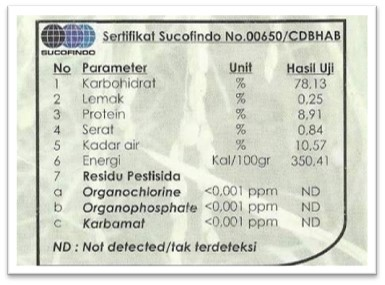 SUCOFINDO
Sertifikat Sucofindo No.00650/CDBHAB
No Parameter Unit Hasil Uji
1 Karbohidrat % 78,13
2 Lemak % 0,25
3 Protein % 8,91
4 Serat % 0,84
5 Kadar air % 10,57
6 Energi Kal/100gr 350,41
7 Residu Pestisida
a Organochlorine <0,001 ppm ND
b Organophosphate <0,001 ppm ND
c Karbamat <0,001 ppm ND
ND : Not detected/tak terdeteksi